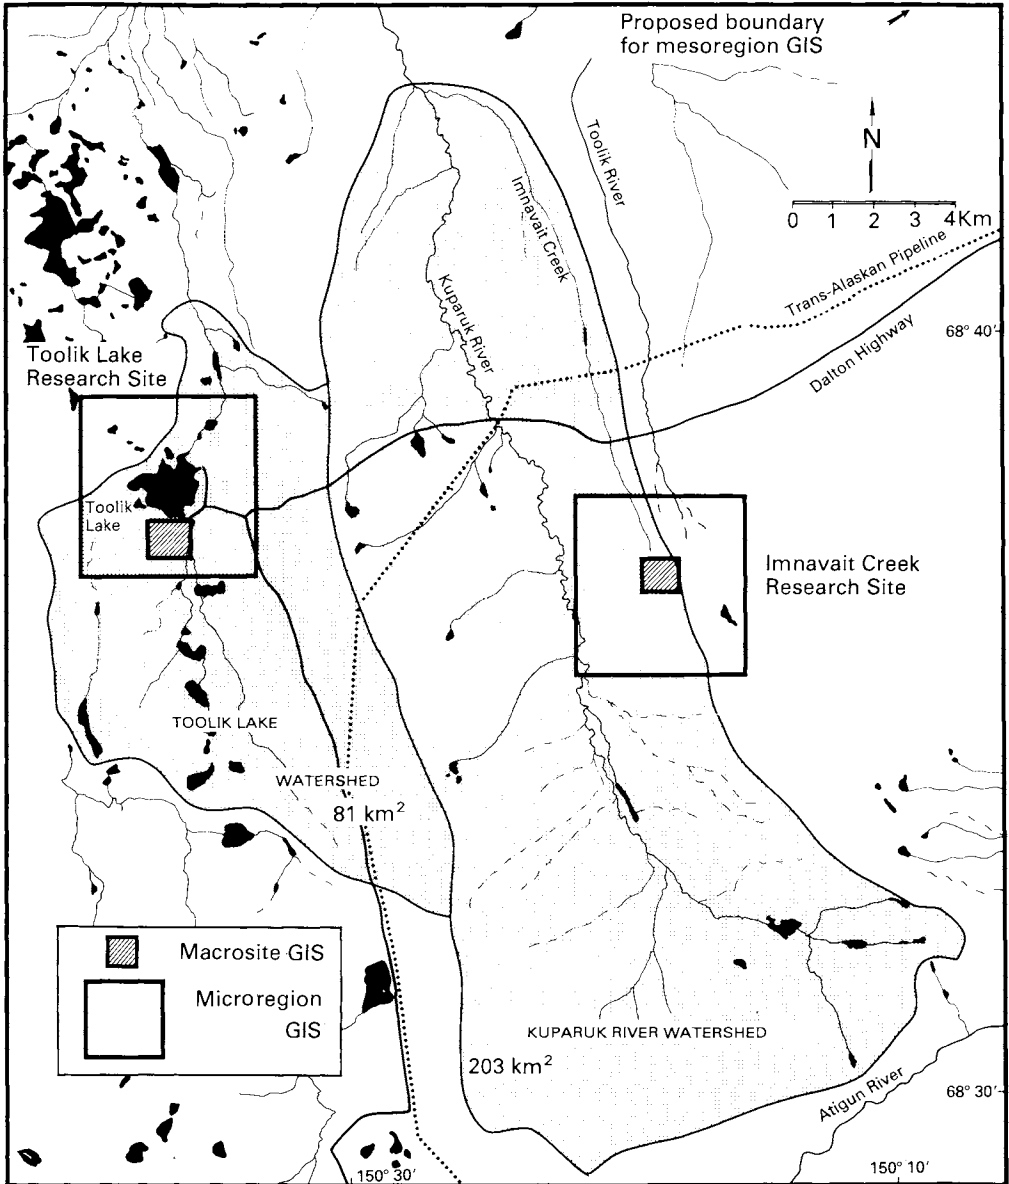 Proposed boundary
for mesoregion GIS
N
0 1 2 3 4Km
Toolik River
Imnavait Creek
Kuparuk River
Trans-Alaskan Pipeline
Dalton Highway
68° 40'
Toolik Lake
Research Site
Toolik
Lake
Imnavait Creek
Research Site
TOOLIK LAKE
WATERSHED
81 km²
Macrosite GIS
Microregion
GIS
KUPARUK RIVER WATERSHED
203 km²
Atigun River
68° 30'
150° 30'
150° 10'